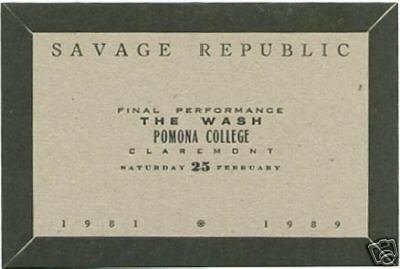 SAVAGE REPUBLIC
FINAL PERFORMANCE
THE WASH
POMONA COLLEGE
CLAREMONT
SATURDAY 25 FEBRUARY
1981 ❋ 1989